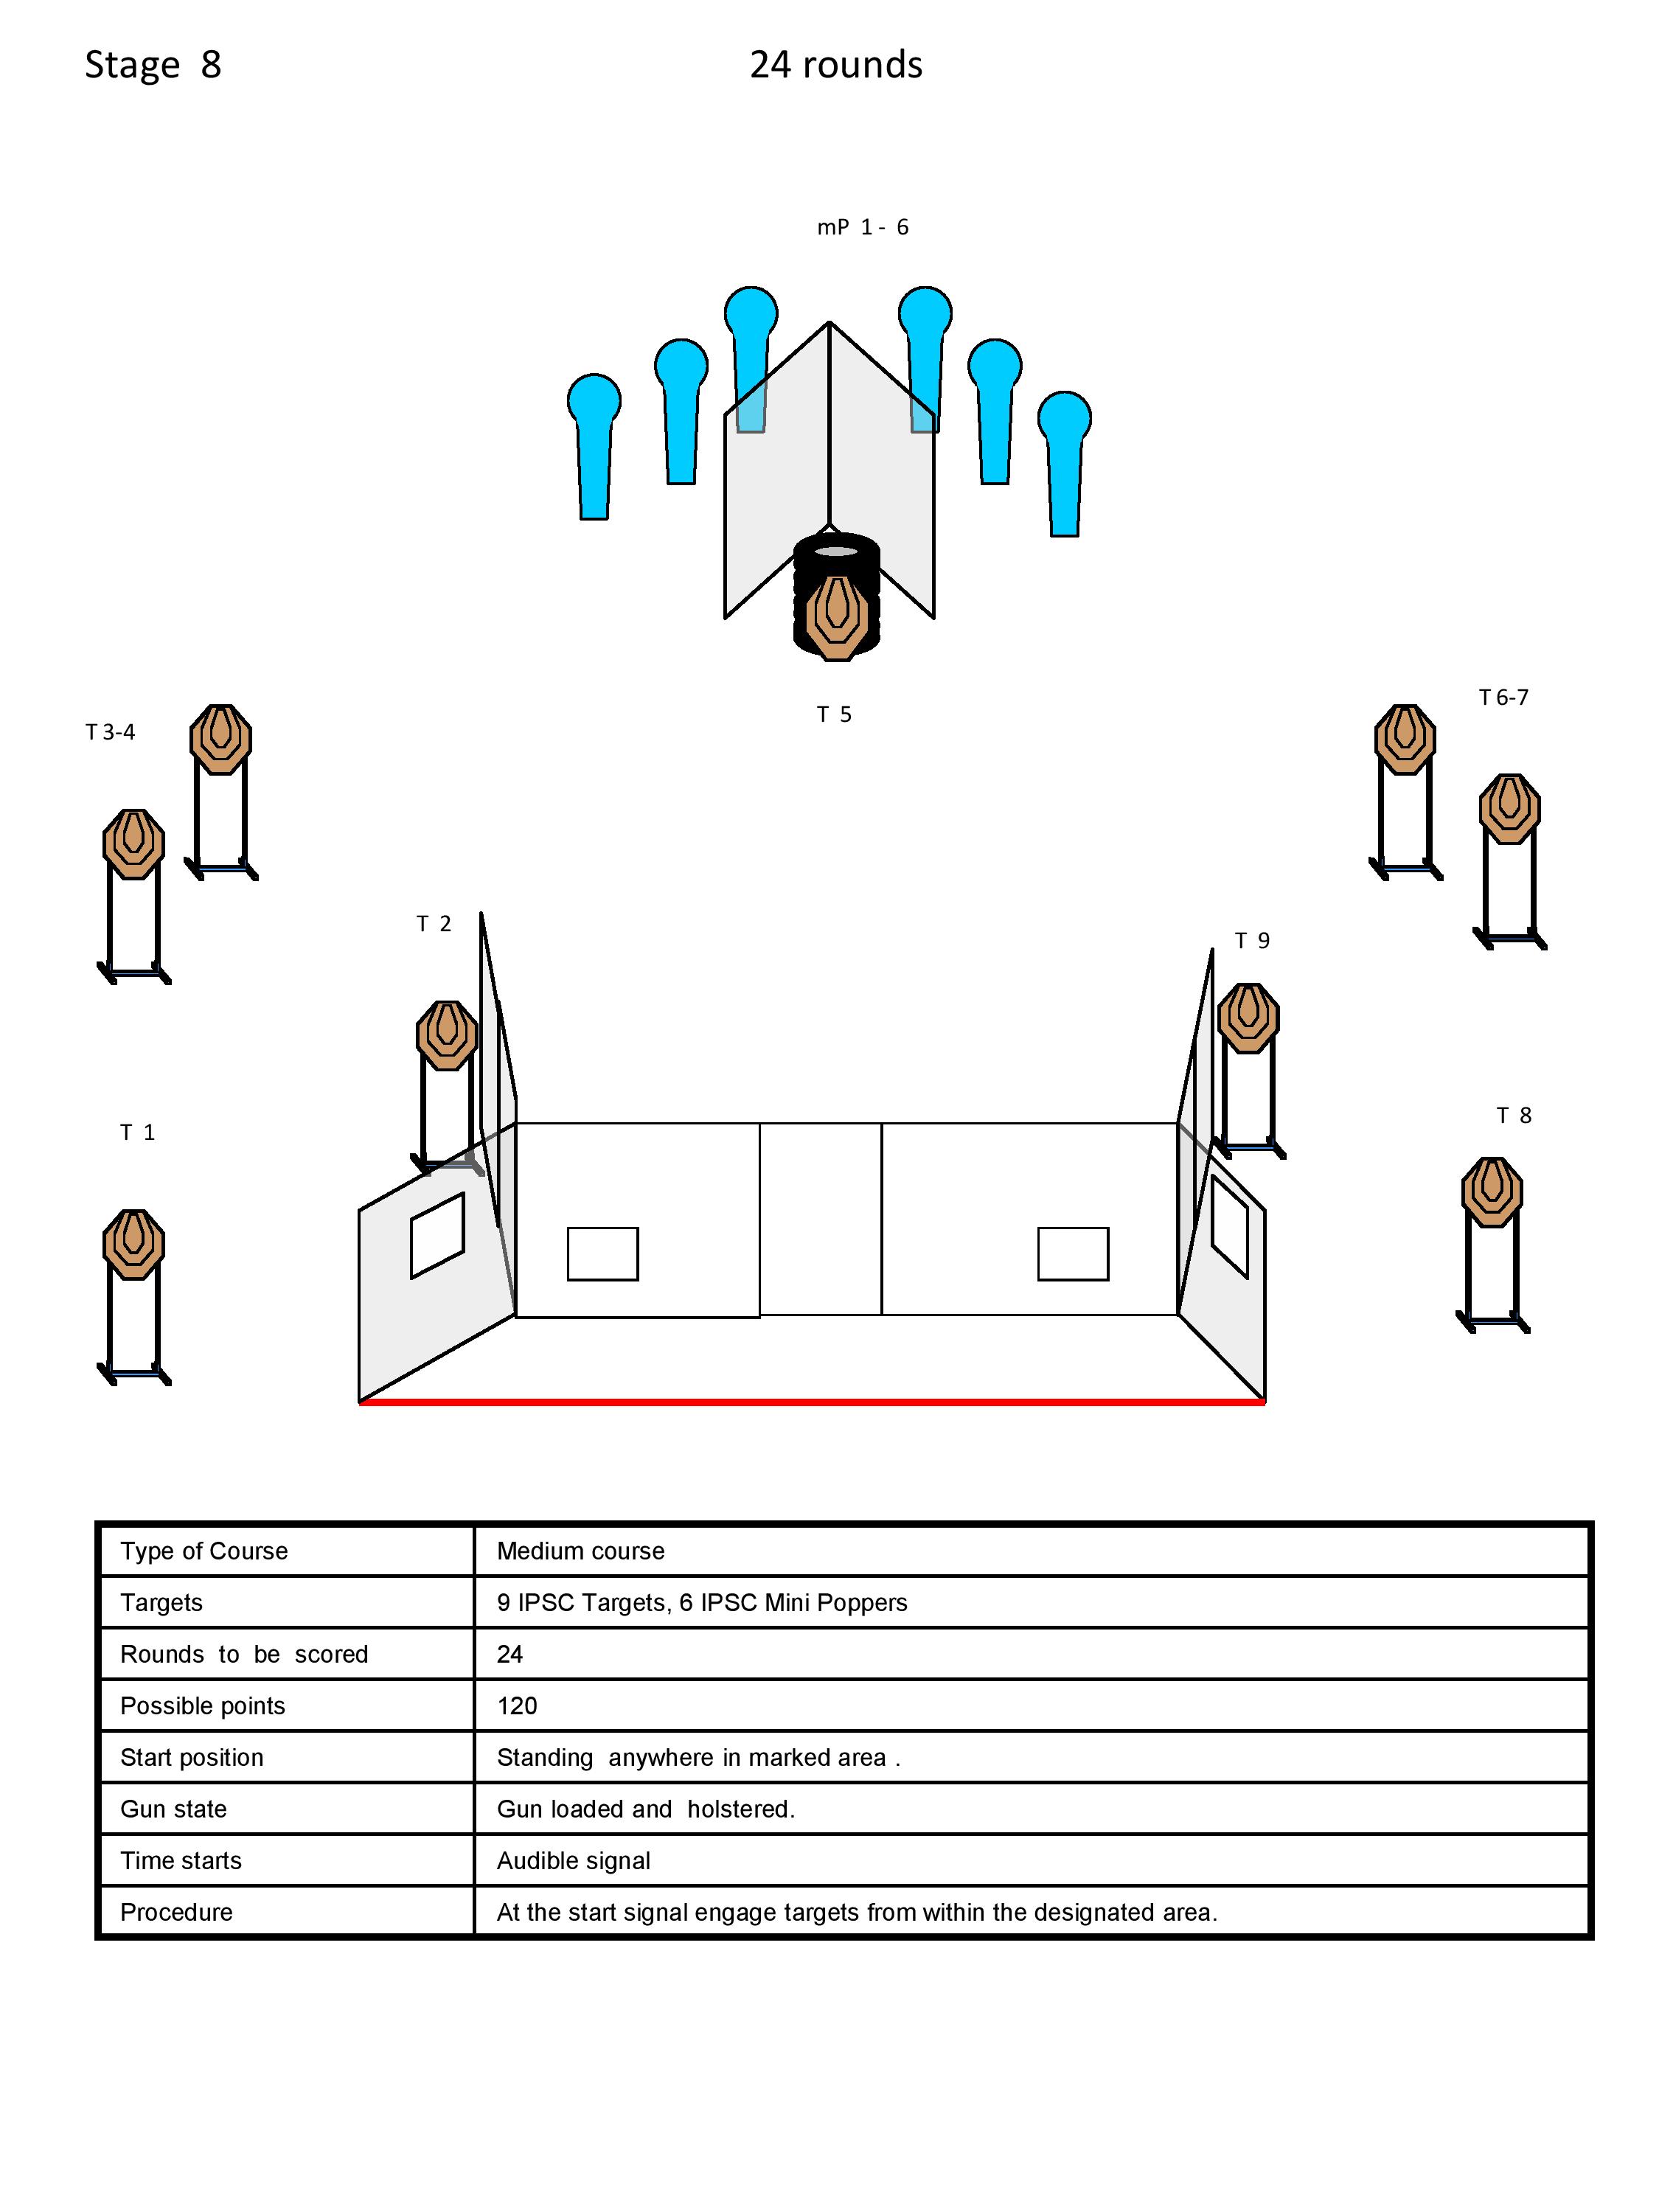 Stage  8    24 rounds
mP  1 -  6
T 6-7
T  5
T 3-4
T  2
T  9
T  8
T  1
Type of Course    Medium course
Targets    9 IPSC Targets, 6 IPSC Mini Poppers
Rounds  to  be  scored    24
Possible points    120
Start position    Standing  anywhere in marked area .
Gun state    Gun loaded and  holstered.
Time starts    Audible signal
Procedure    At the start signal engage targets from within the designated area.